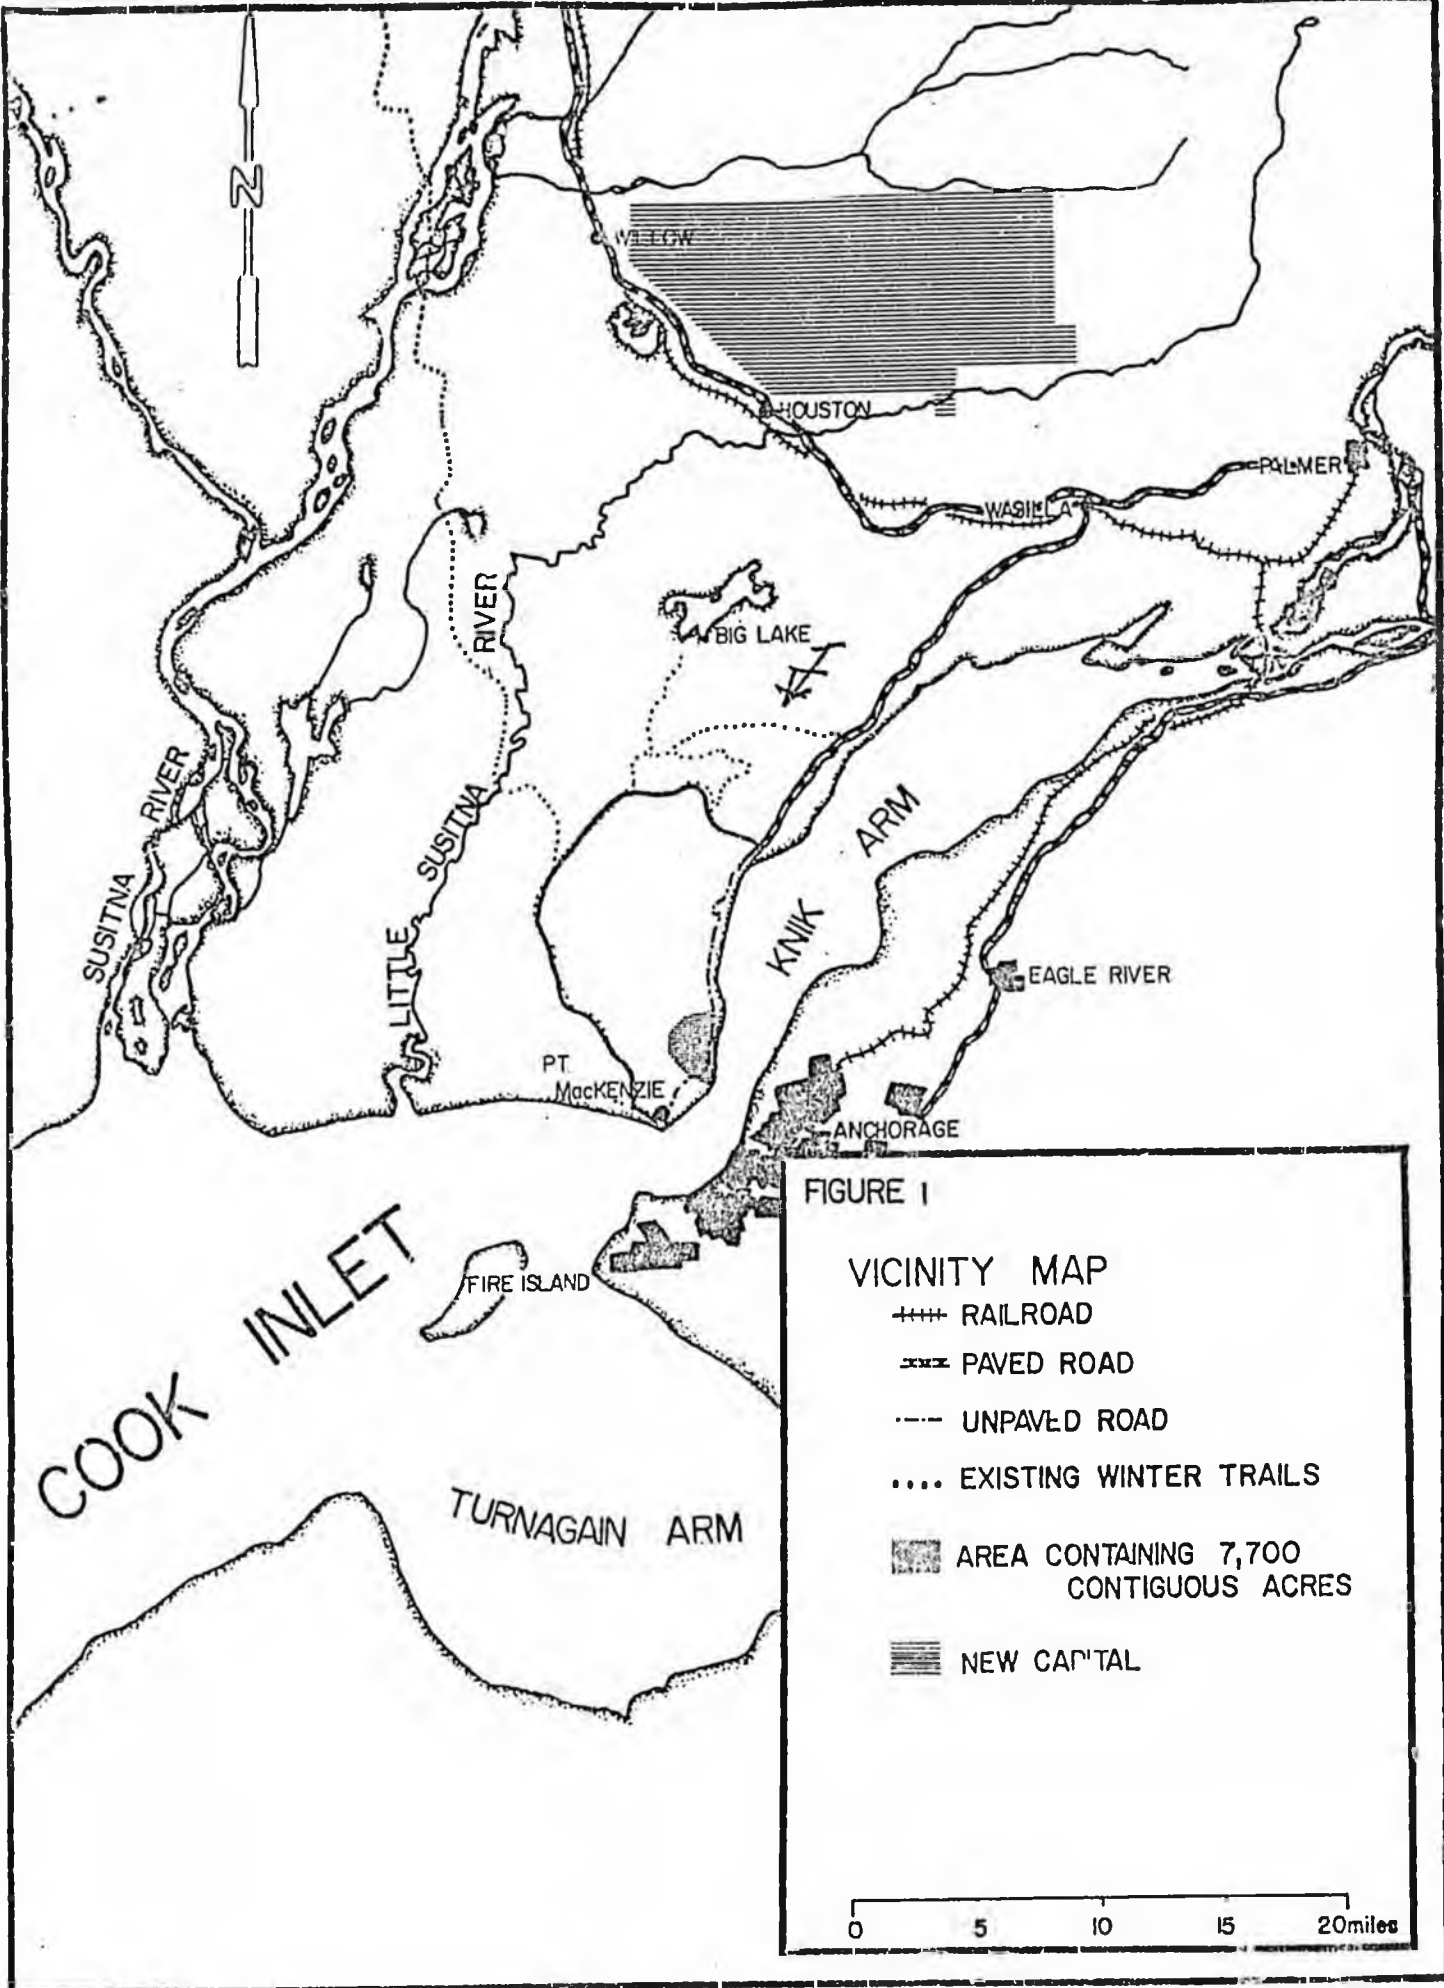 N
WILLOW
HOUSTON
PALMER
WASILLA
RIVER
BIG LAKE
RIVER
SUSITNA
SUSITNA
LITTLE
ARM
KNIK
EAGLE RIVER
PT.
MacKENZIE
ANCHORAGE
COOK INLET
FIRE ISLAND
TURNAGAIN ARM
FIGURE 1
VICINITY MAP
RAILROAD
PAVED ROAD
UNPAVED ROAD
EXISTING WINTER TRAILS
AREA CONTAINING 7,700
CONTIGUOUS ACRES
NEW CAPITAL
0 5 10 15 20miles